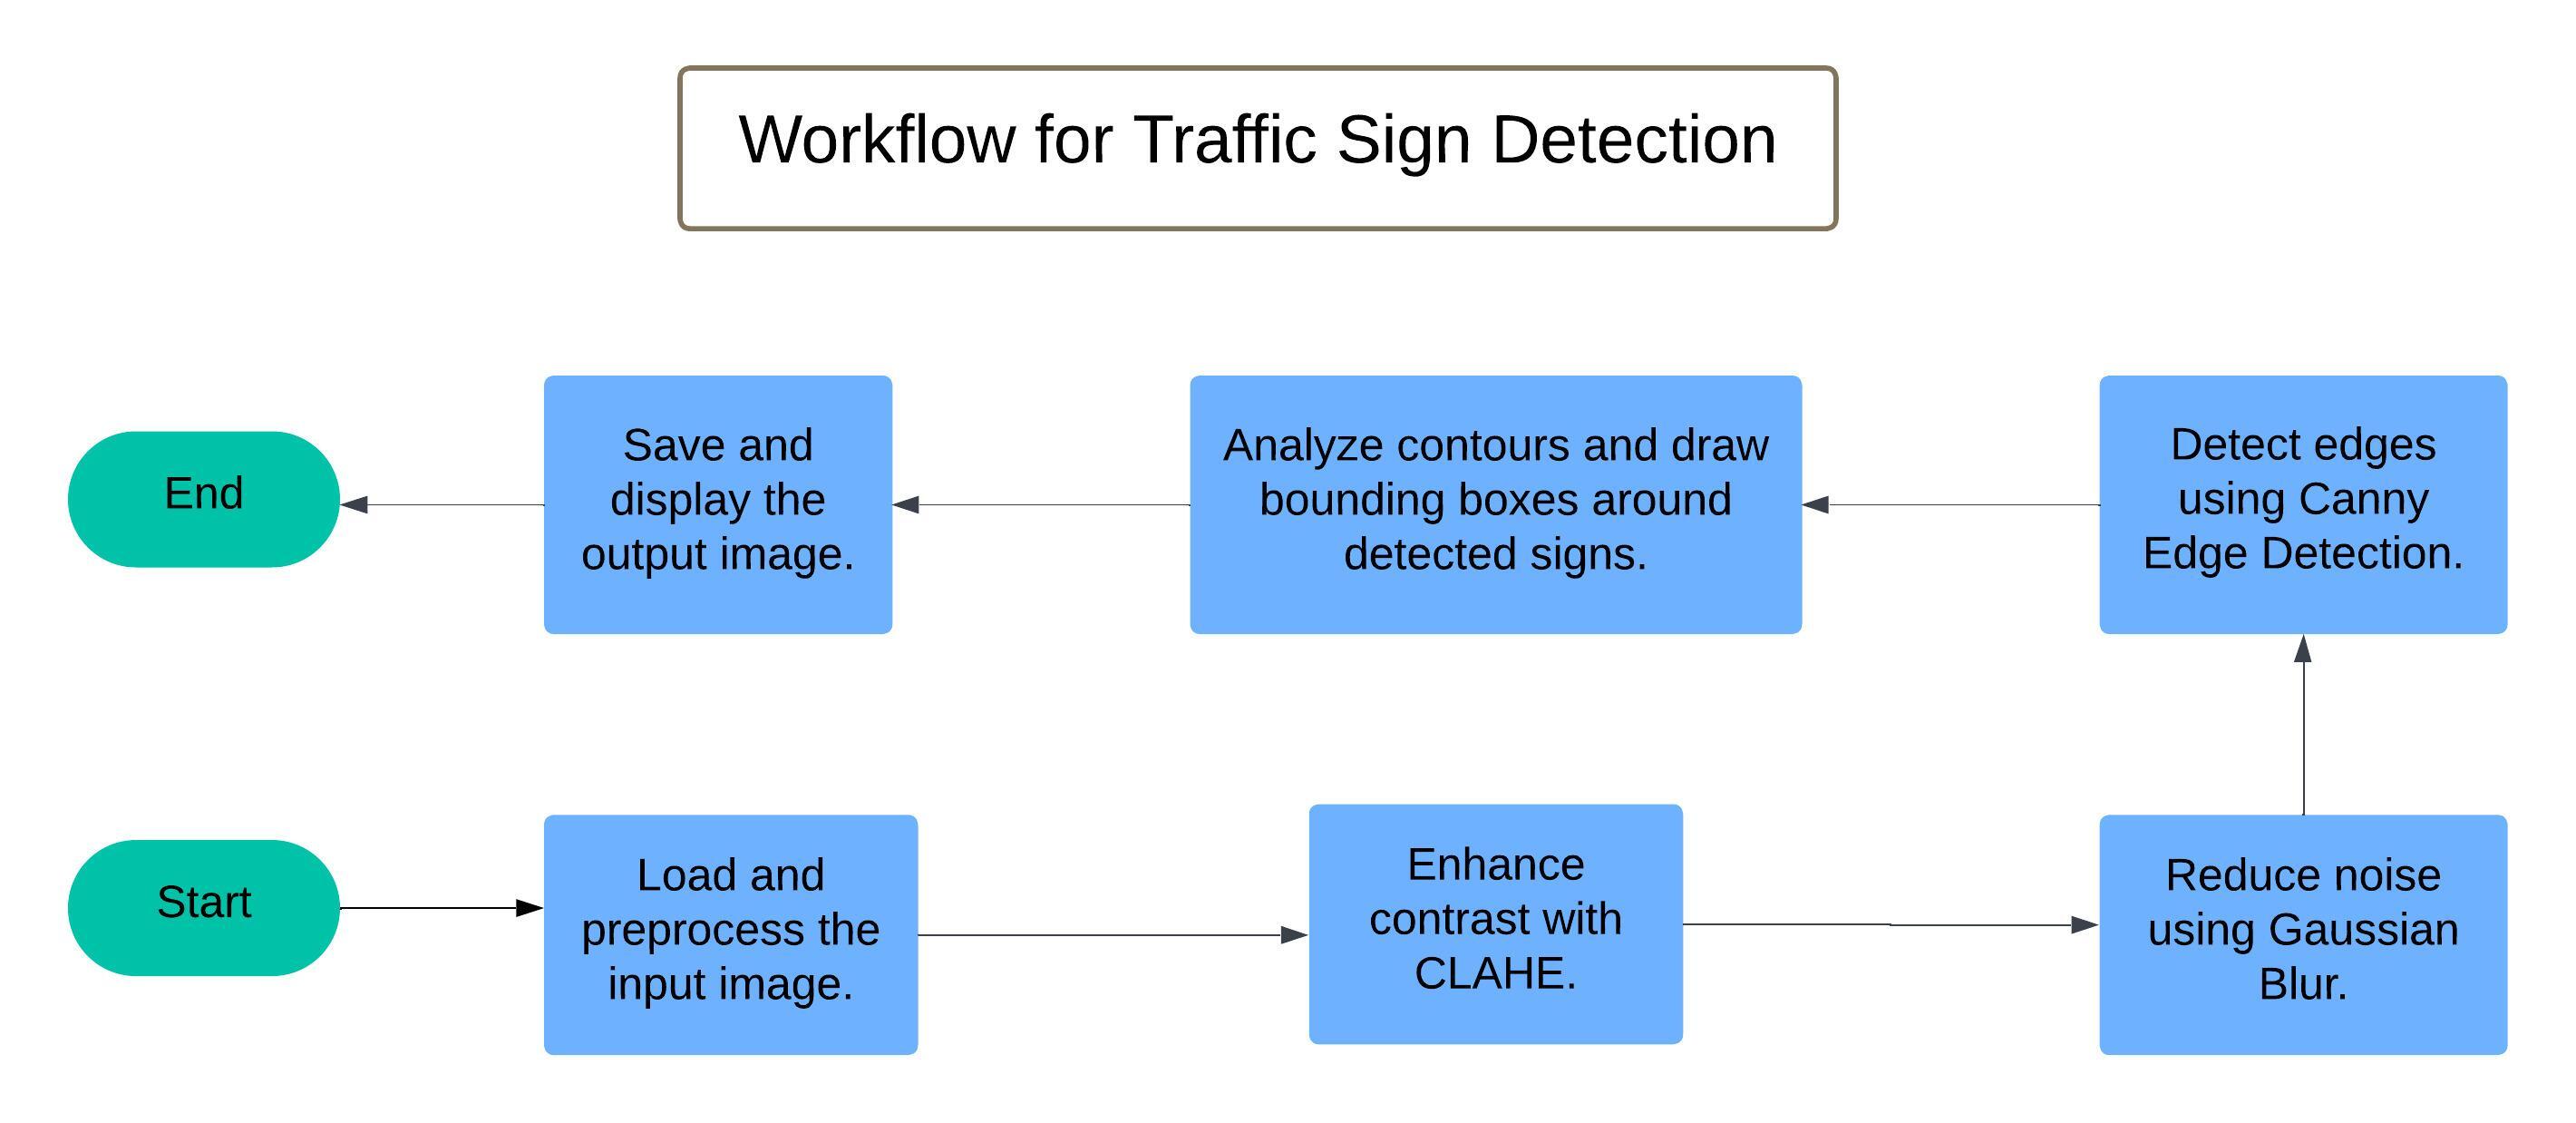 Workflow for Traffic Sign Detection
End
Save and
display the
output image.
Analyze contours and draw
bounding boxes around
detected signs.
Detect edges
using Canny
Edge Detection.
Start
Load and
preprocess the
input image.
Enhance
contrast with
CLAHE.
Reduce noise
using Gaussian
Blur.